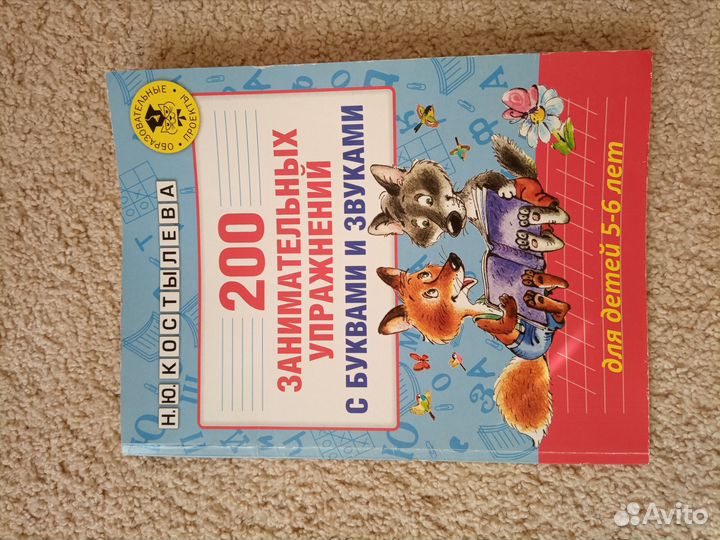 ОБРАЗОВАТЕЛЬНЫЕ
ПРОЕКТЫ
Н.Ю.КОСТЫЛЕВА
200
ЗАНИМАТЕЛЬНЫХ
УПРАЖНЕНИЙ
С БУКВАМИ И ЗВУКАМИ
для детей 5-6 лет
Avito